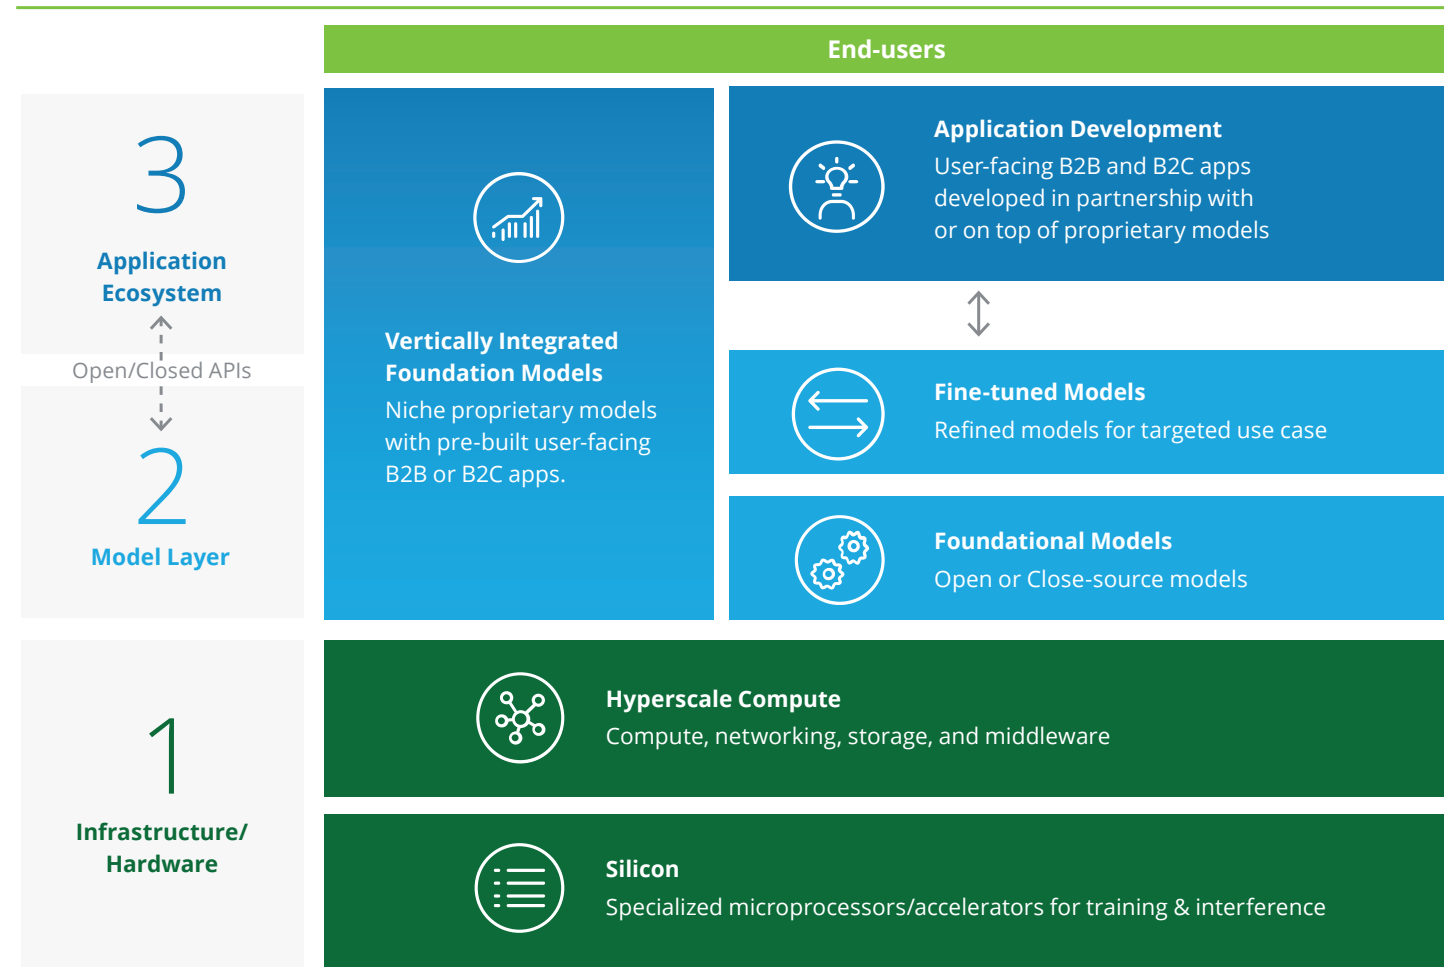 End-users
3
Application
Ecosystem
Open/Closed APIs
2
Model Layer
Vertically Integrated
Foundation Models
Niche proprietary models
with pre-built user-facing
B2B or B2C apps.
Application Development
User-facing B2B and B2C apps
developed in partnership with
or on top of proprietary models
Fine-tuned Models
Refined models for targeted use case
Foundational Models
Open or Close-source models
1
Infrastructure/
Hardware
Hyperscale Compute
Compute, networking, storage, and middleware
Silicon
Specialized microprocessors/accelerators for training & interference